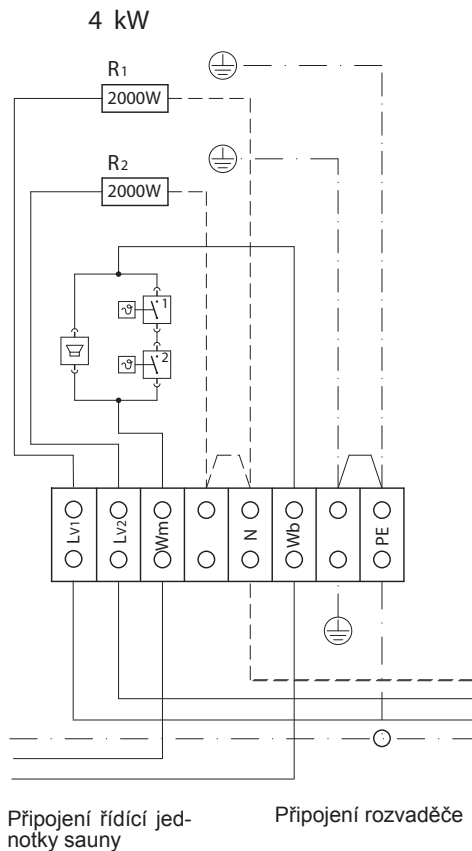 4 kW
R1
2000W
R2
2000W
ϑ 1
ϑ 2
Lv1 Lv2 Wm N Wb PE
Připojení řídící jed-
notky sauny
Připojení rozvaděče